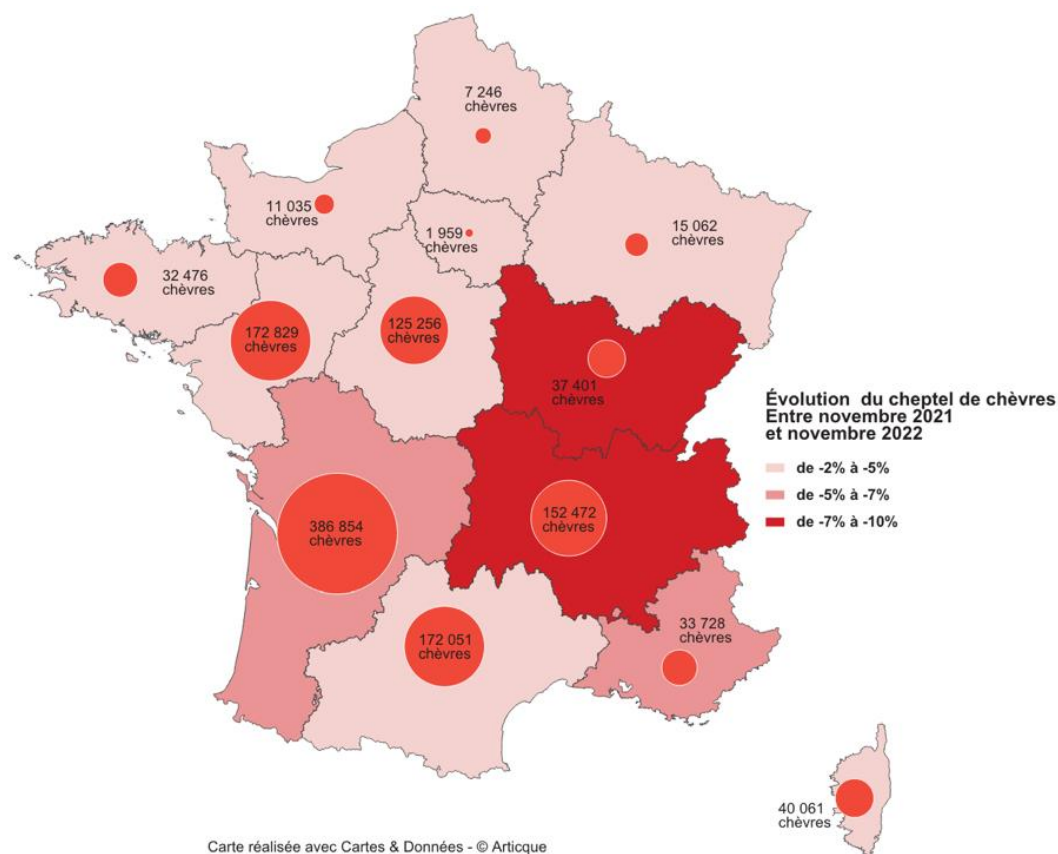 7 246
chèvres
11 035
chèvres
1 959
chèvres
15 062
chèvres
32 476
chèvres
172 829
chèvres
125 256
chèvres
37 401
chèvres
Évolution du cheptel de chèvres
Entre novembre 2021
et novembre 2022
de -2% à -5%
de -5% à -7%
de -7% à -10%
386 854
chèvres
152 472
chèvres
172 051
chèvres
33 728
chèvres
40 061
chèvres
Carte réalisée avec Cartes & Données - © Articque